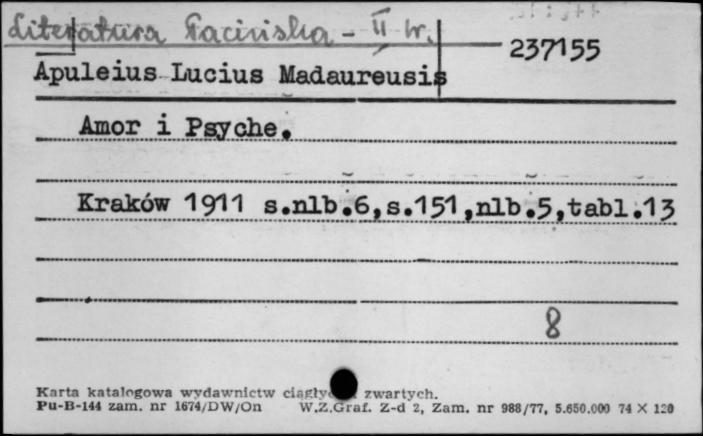 Literatura łacińska - II w.
237155
Apuleius Lucius Madaureusis
Amor i Psyche.
Kraków 1911 s.nlb.6,s.151,nlb.5,tabl.13
8
Karta katalogowa wydawnictw ciągłyc zwartych.
Pu-B-144 zam. nr 1674/DW/On W.Z.Graf. Z-d 2, Zam. nr 988/77, 5.650.000 74 X 120